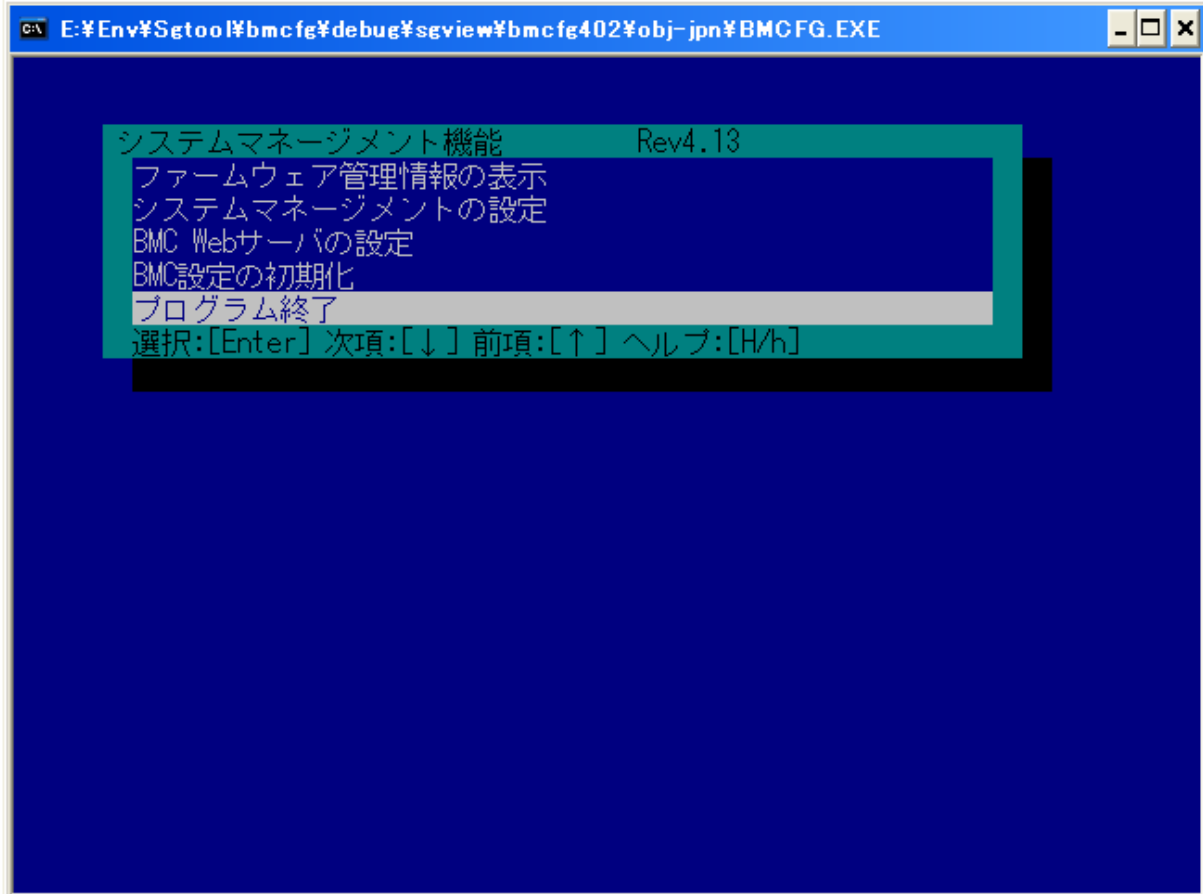 E:¥Env¥Sgtool¥bmcfg¥debug¥sgview¥bmcfg402¥obj-jpn¥BMCFG.EXE
システムマネージメント機能 Rev4.13
ファームウェア管理情報の表示
システムマネージメントの設定
BMC Webサーバの設定
BMC設定の初期化
プログラム終了
選択:[Enter] 次項:[↓] 前項:[↑] ヘルプ:[H/h]